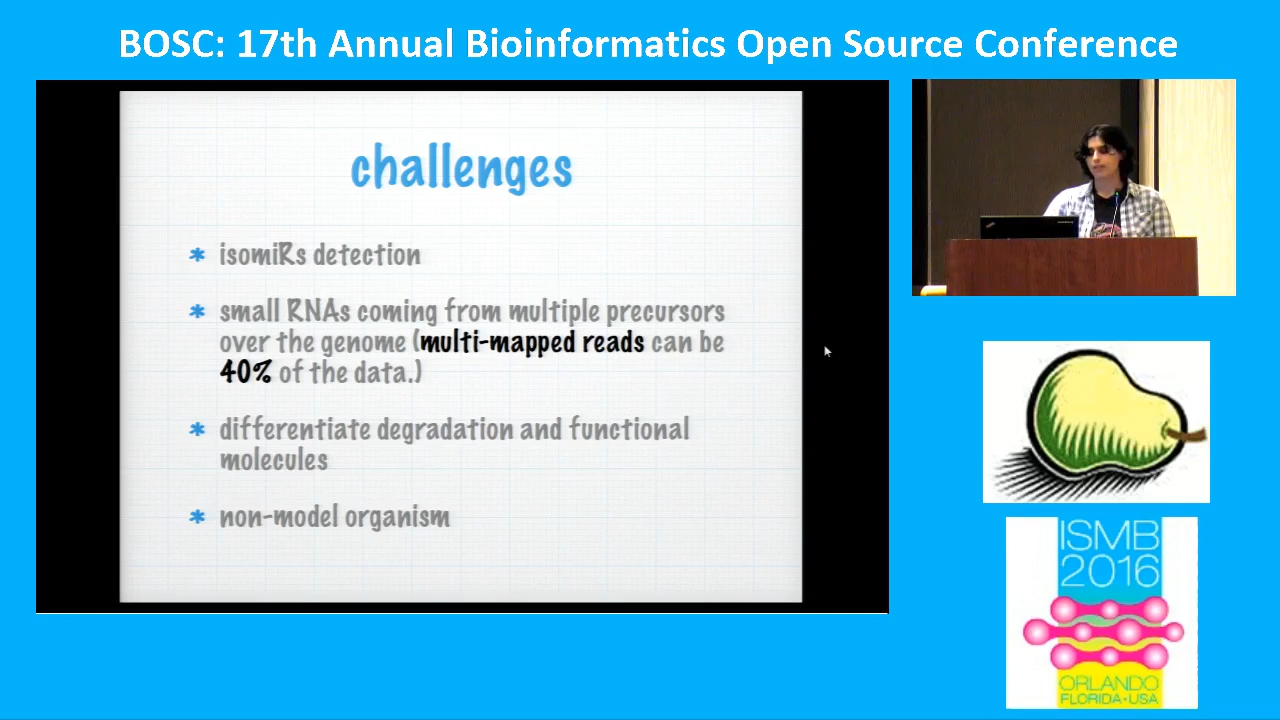 BOSC: 17th Annual Bioinformatics Open Source Conference
challenges
* isomiRs detection
* small RNAs coming from multiple precursors
over the genome (multi-mapped reads can be
40% of the data.)
* differentiate degradation and functional
molecules
* non-model organism
ISMB
2016
ORLANDO
FLORIDA•USA